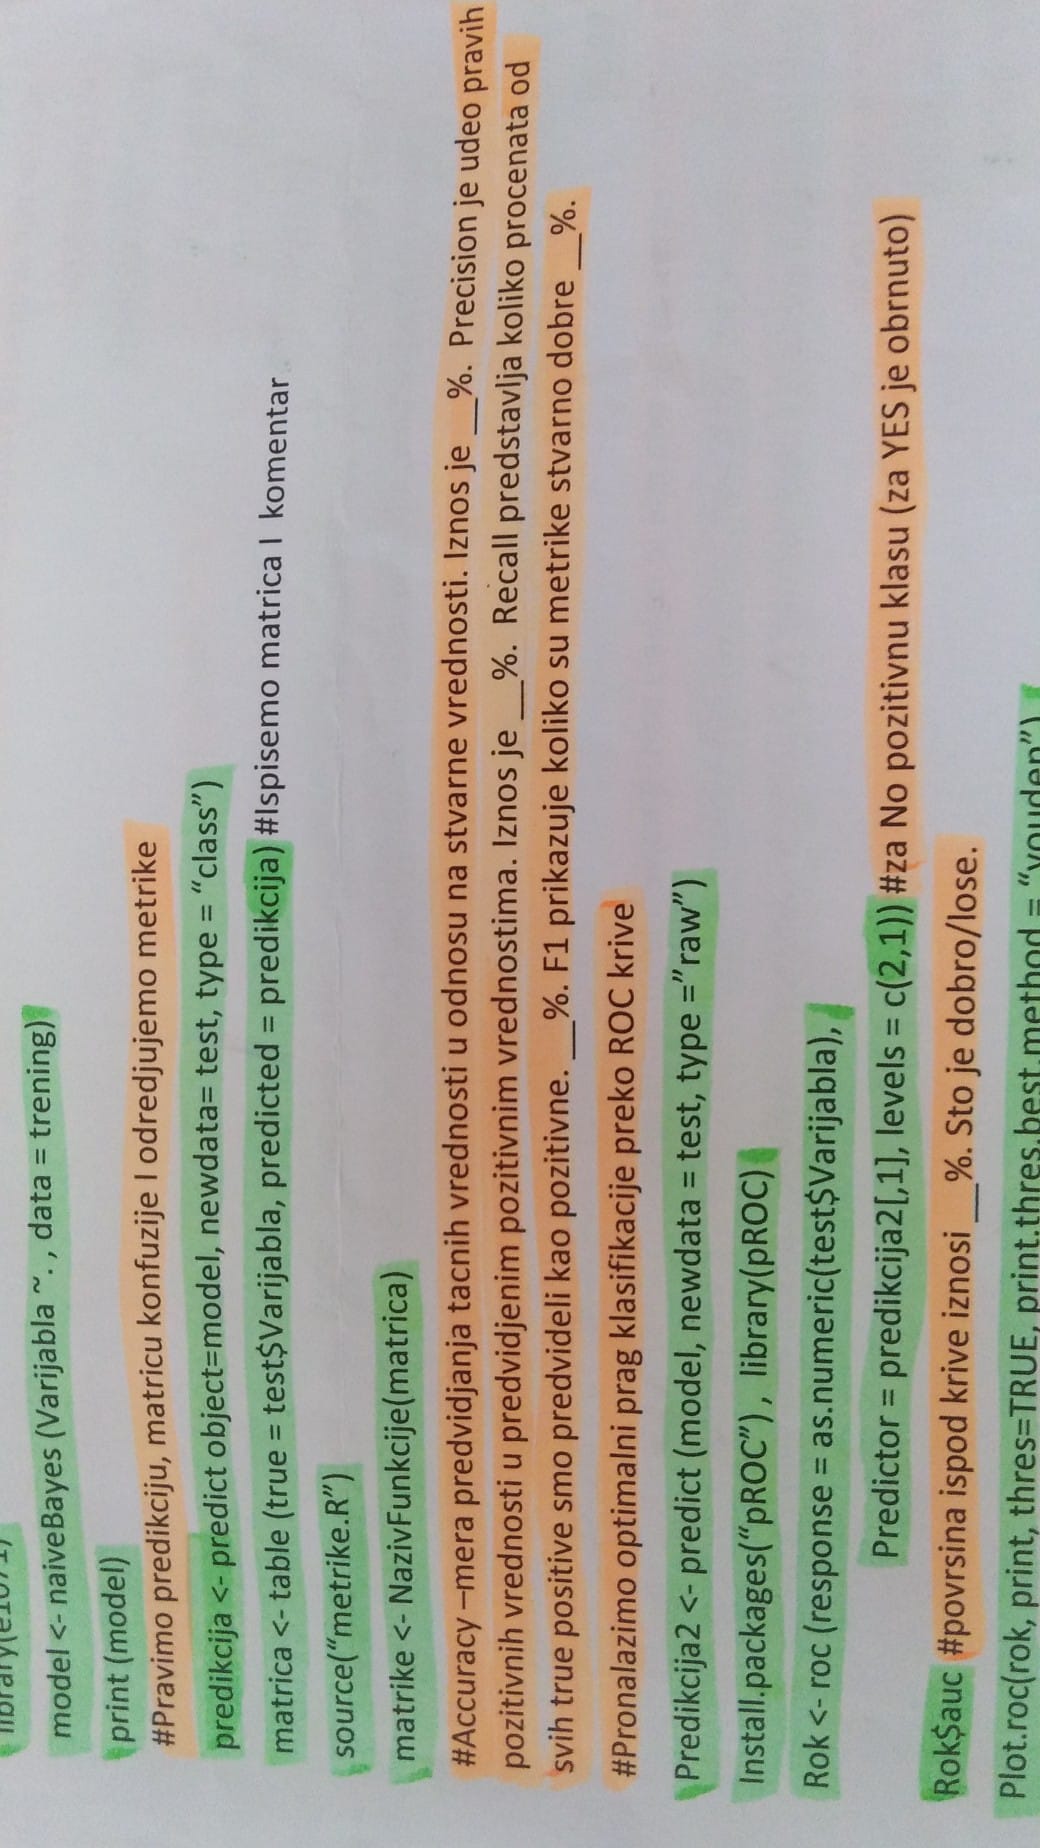 library(e1071)
model <- naiveBayes (Varijabla ~ . , data = trening)
print (model)
#Pravimo predikciju, matricu konfuzije I odredjujemo metrike
predikcija <- predict object=model, newdata= test, type = “class”)
matrica <- table (true = test$Varijabla, predicted = predikcija) #Ispisemo matrica I komentar
source(“metrike.R”)
matrike <- NazivFunkcije(matrica)
#Accuracy –mera predvidjanja tacnih vrednosti u odnosu na stvarne vrednosti. Iznos je __%. Precision je udeo pravih
pozitivnih vrednosti u predvidjenim pozitivnim vrednostima. Iznos je __%. Recall predstavlja koliko procenata od
svih true positive smo predvideli kao pozitivne. __%. F1 prikazuje koliko su metrike stvarno dobre __%.
#Pronalazimo optimalni prag klasifikacije preko ROC krive
Predikcija2 <- predict (model, newdata = test, type =”raw”)
Install.packages(“pROC”) , library(pROC)
Rok <- roc (response = as.numeric(test$Varijabla),
Predictor = predikcija2[,1], levels = c(2,1)) #za No pozitivnu klasu (za YES je obrnuto)
Rok$auc #povrsina ispod krive iznosi __%. Sto je dobro/lose.
Plot.roc(rok, print, thres=TRUE, print.thres.best.method = “youden”)